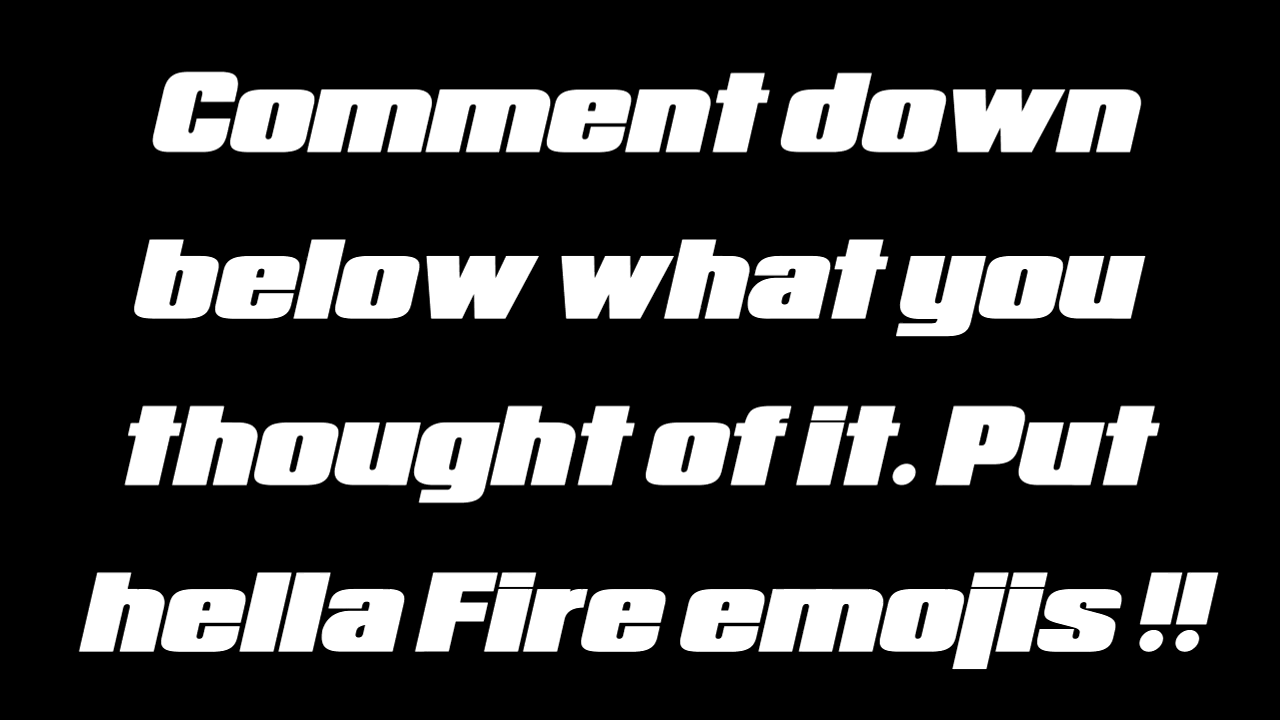 Comment down
below what you
thought of it. Put
hella Fire emojis !!